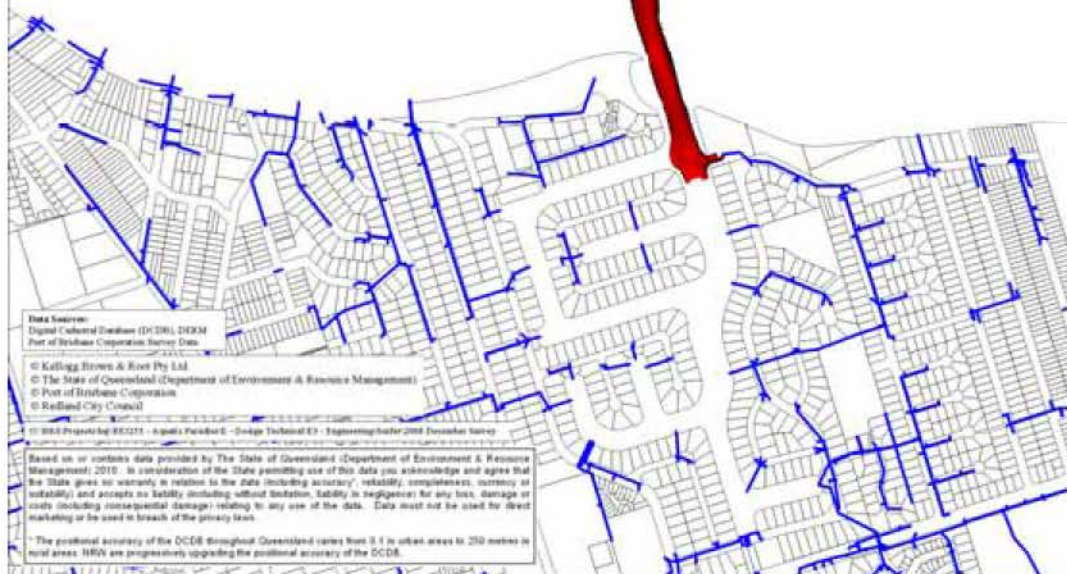 Data Sources:
Digital Cadastral Database (DCDB), DERM
Port of Brisbane Corporation Survey Data
© Kellogg Brown & Root Pty Ltd
© The State of Queensland (Department of Environment & Resource Management)
© Port of Brisbane Corporation
© Redland City Council
Aquatic Paradise - Design Technical - Engineering 2008 December Survey
Based on or contains data provided by The State of Queensland (Department of Environment & Resource
Management) 2010. In consideration of the State permitting use of this data you acknowledge and agree that
the State gives no warranty in relation to the data (including accuracy*, reliability, completeness, currency or
suitability) and accepts no liability (including without limitation, liability in negligence) for any loss, damage or
costs (including consequential damage) relating to any use of the data. Data must not be used for direct
marketing or be used in breach of the privacy laws.
* The positional accuracy of the DCDB throughout Queensland varies from 0.1 in urban areas to 250 metres in
rural areas. NRW are progressively upgrading the positional accuracy of the DCDB.